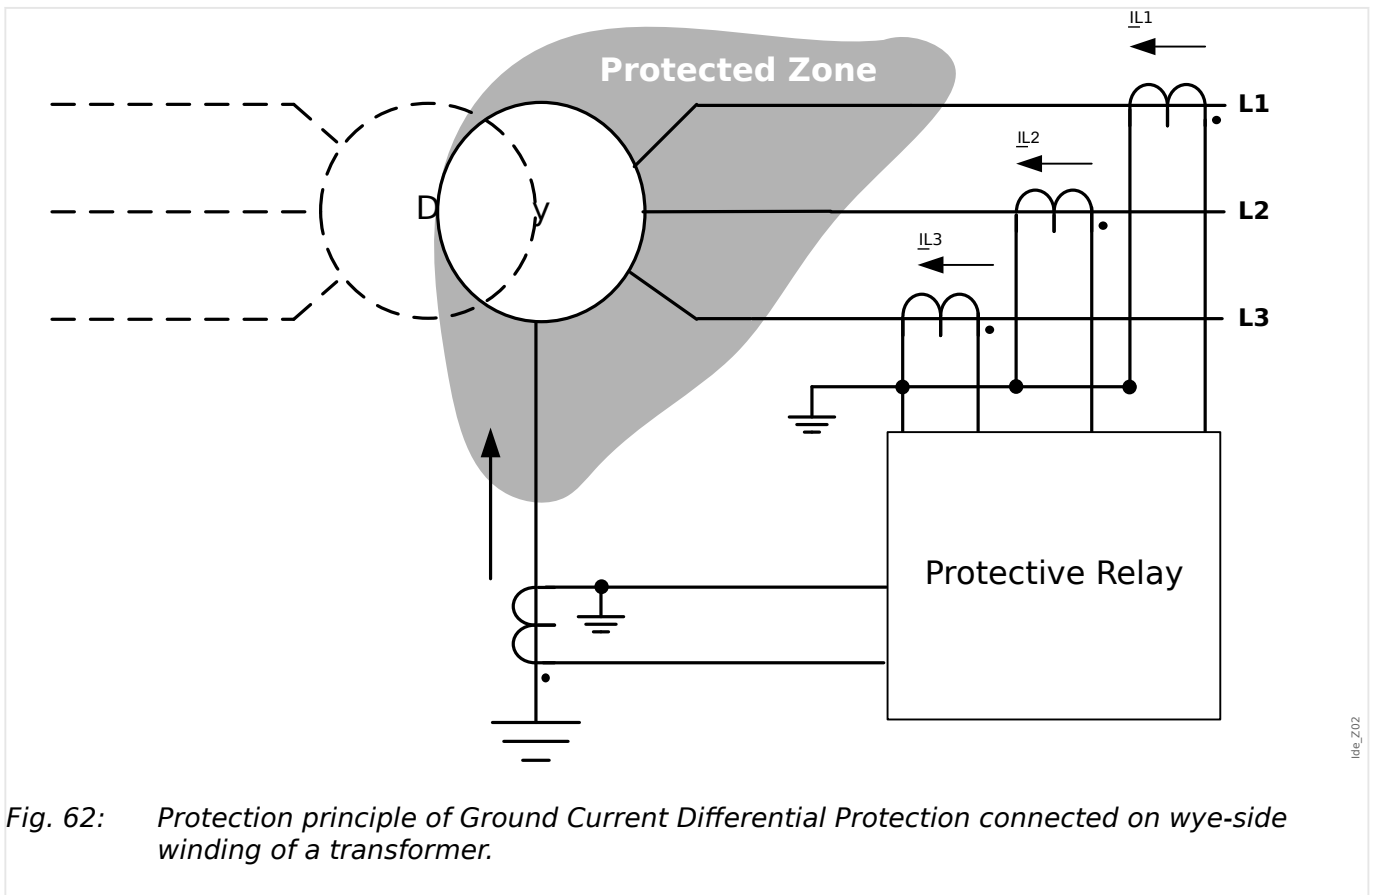 IL1
Protected Zone
L1
IL2
D y
L2
IL3
L3
Protective Relay
Ide_Z02
Fig. 62: Protection principle of Ground Current Differential Protection connected on wye-side
winding of a transformer.